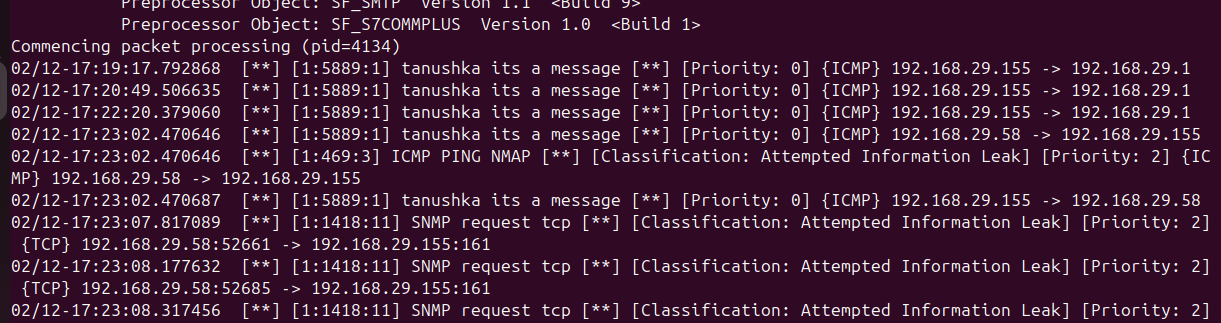 Preprocessor Object: SF_SMTP Version 1.1 <Build 9>
Preprocessor Object: SF_S7COMMPLUS Version 1.0 <Build 1>
Commencing packet processing (pid=4134)
02/12-17:19:17.792868 [**] [1:5889:1] tanushka its a message [**] [Priority: 0] {ICMP} 192.168.29.155 -> 192.168.29.1
02/12-17:20:49.506635 [**] [1:5889:1] tanushka its a message [**] [Priority: 0] {ICMP} 192.168.29.155 -> 192.168.29.1
02/12-17:22:20.379060 [**] [1:5889:1] tanushka its a message [**] [Priority: 0] {ICMP} 192.168.29.155 -> 192.168.29.1
02/12-17:23:02.470646 [**] [1:5889:1] tanushka its a message [**] [Priority: 0] {ICMP} 192.168.29.58 -> 192.168.29.155
02/12-17:23:02.470646 [**] [1:469:3] ICMP PING NMAP [**] [Classification: Attempted Information Leak] [Priority: 2] {IC
MP} 192.168.29.58 -> 192.168.29.155
02/12-17:23:02.470687 [**] [1:5889:1] tanushka its a message [**] [Priority: 0] {ICMP} 192.168.29.155 -> 192.168.29.58
02/12-17:23:07.817089 [**] [1:1418:11] SNMP request tcp [**] [Classification: Attempted Information Leak] [Priority: 2]
{TCP} 192.168.29.58:52661 -> 192.168.29.155:161
02/12-17:23:08.177632 [**] [1:1418:11] SNMP request tcp [**] [Classification: Attempted Information Leak] [Priority: 2]
{TCP} 192.168.29.58:52685 -> 192.168.29.155:161
02/12-17:23:08.317456 [**] [1:1418:11] SNMP request tcp [**] [Classification: Attempted Information Leak] [Priority: 2]